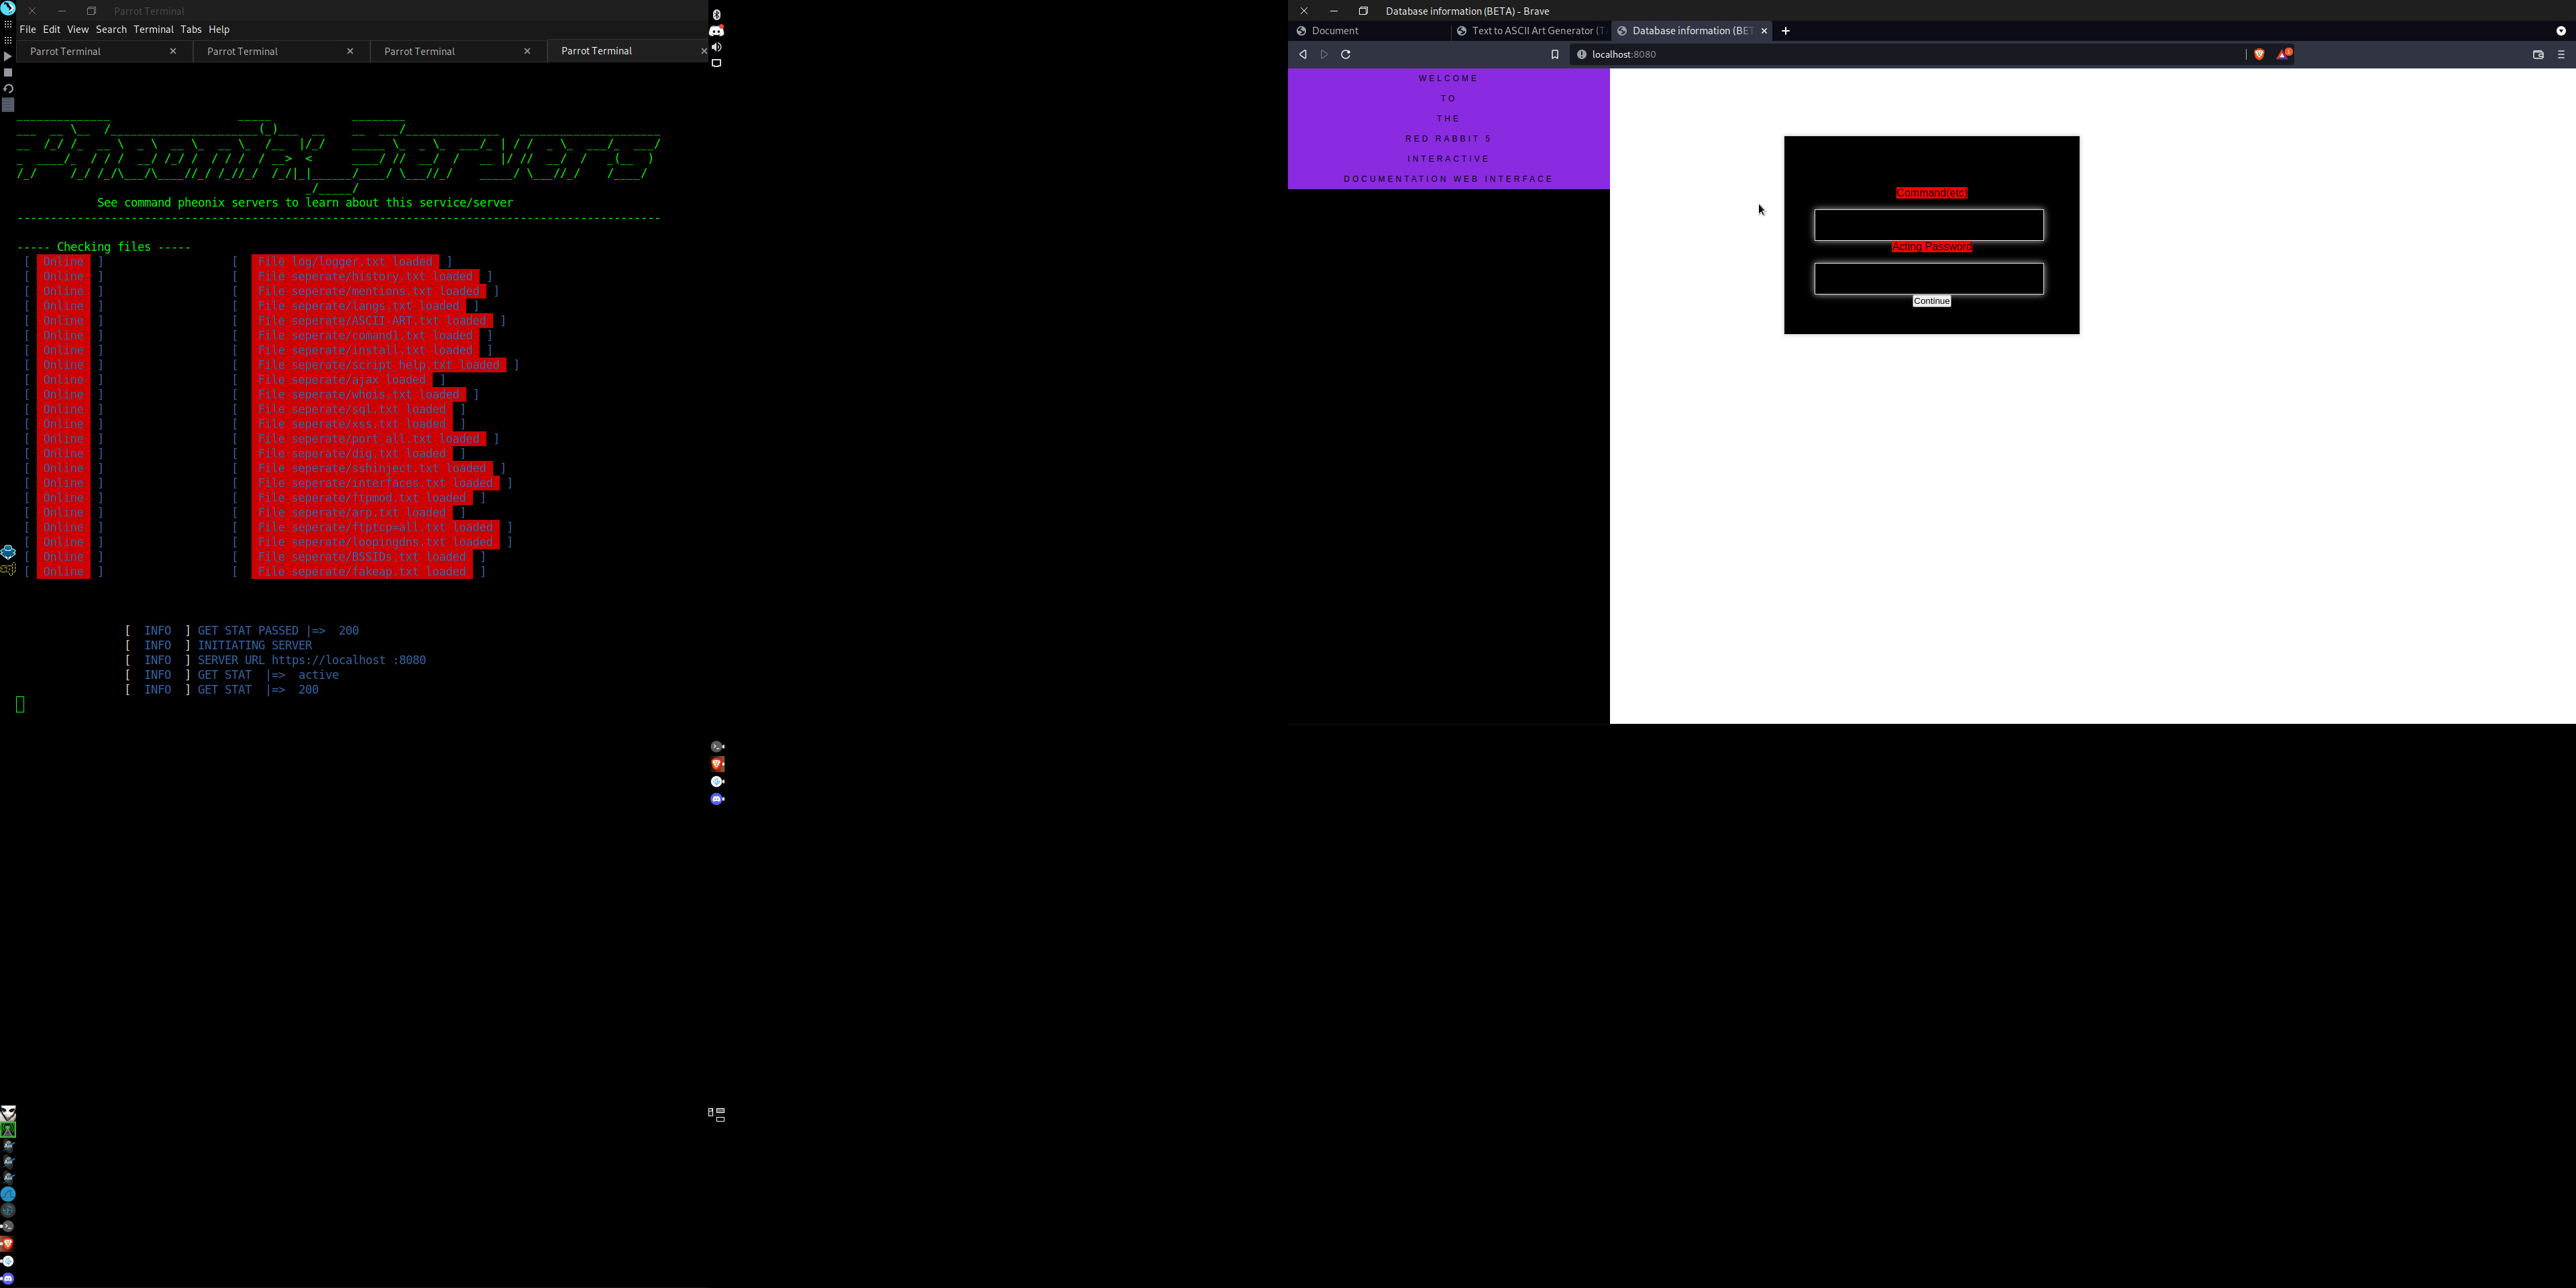 Parrot Terminal
File Edit View Search Terminal Tabs Help
Parrot Terminal
Parrot Terminal
Parrot Terminal
Parrot Terminal
Pheonix Servers
See command pheonix servers to learn about this service/server
----- Checking files -----
[ Online ] [ File log/logger.txt loaded ]
[ Online ] [ File seperate/history.txt loaded ]
[ Online ] [ File seperate/mentions.txt loaded ]
[ Online ] [ File seperate/langs.txt loaded ]
[ Online ] [ File seperate/ASCII-ART.txt loaded ]
[ Online ] [ File seperate/comand1.txt loaded ]
[ Online ] [ File seperate/install.txt loaded ]
[ Online ] [ File seperate/script_help.txt loaded ]
[ Online ] [ File seperate/ajax loaded ]
[ Online ] [ File seperate/whois.txt loaded ]
[ Online ] [ File seperate/sql.txt loaded ]
[ Online ] [ File seperate/xss.txt loaded ]
[ Online ] [ File seperate/port_all.txt loaded ]
[ Online ] [ File seperate/dig.txt loaded ]
[ Online ] [ File seperate/sshinject.txt loaded ]
[ Online ] [ File seperate/interfaces.txt loaded ]
[ Online ] [ File seperate/ftpmod.txt loaded ]
[ Online ] [ File seperate/arp.txt loaded ]
[ Online ] [ File seperate/ftptcp=all.txt loaded ]
[ Online ] [ File seperate/loopingdns.txt loaded ]
[ Online ] [ File seperate/BSSIDs.txt loaded ]
[ Online ] [ File seperate/fakeap.txt loaded ]
[ INFO ] GET STAT PASSED |=> 200
[ INFO ] INITIATING SERVER
[ INFO ] SERVER URL https://localhost :8080
[ INFO ] GET STAT |=> active
[ INFO ] GET STAT |=> 200
Database information (BETA) - Brave
Document
Text to ASCII Art Generator (T
Database information (BET
localhost:8080
WELCOME
TO
THE
RED RABBIT 5
INTERACTIVE
DOCUMENTATION WEB INTERFACE
Command(etc)
Acting Password
Continue